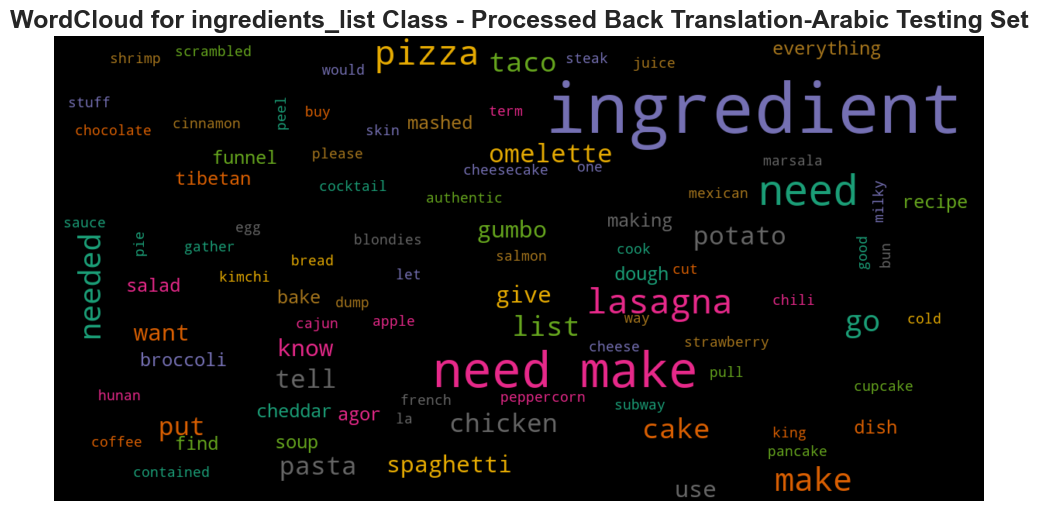 WordCloud for ingredients_list Class - Processed Back Translation-Arabic Testing Set
shrimp
scrambled
would
pizza
taco
steak
juice
everything
stuff
chocolate
cinnamon
peel
buy
skin
mashed
term
ingredient
funnel
please
omelette
cheesecake
one
marsala
need
tibetan
cocktail
authentic
mexican
milky
recipe
sauce
needed
pie
gather
egg
blondies
gumbo
making
potato
good
bun
salmon
cook
bread
kimchi
let
dough
cut
salad
bake
dump
give
lasagna
chili
want
cajun
apple
list
way
go
cold
broccoli
know
cheese
strawberry
tell
need make
pull
cupcake
hunan
cheddar
agor
french
la
peppercorn
subway
put
chicken
cake
king
dish
coffee
find
soup
pancake
contained
pasta
spaghetti
use
make